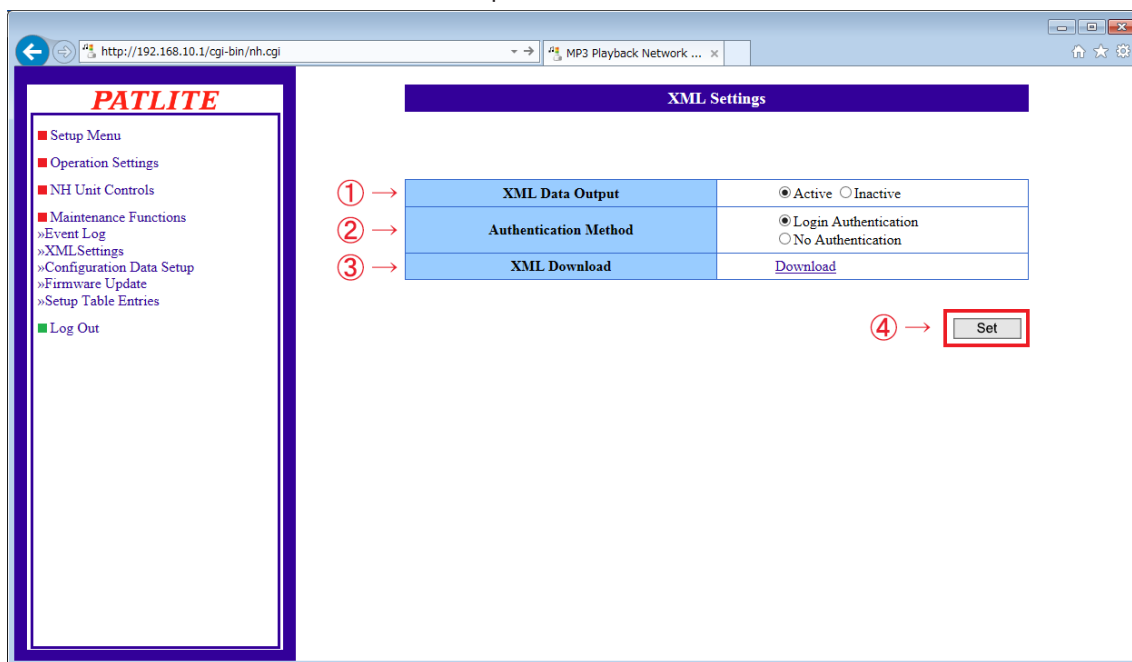 http://192.168.10.1/cgi-bin/nh.cgi
MP3 Playback Network ...
PATLITE
Setup Menu
Operation Settings
NH Unit Controls
Maintenance Functions
»Event Log
»XMLSettings
»Configuration Data Setup
»Firmware Update
»Setup Table Entries
Log Out
XML Settings
① → XML Data Output Active Inactive
② → Authentication Method Login Authentication
No Authentication
③ → XML Download Download
④ → Set